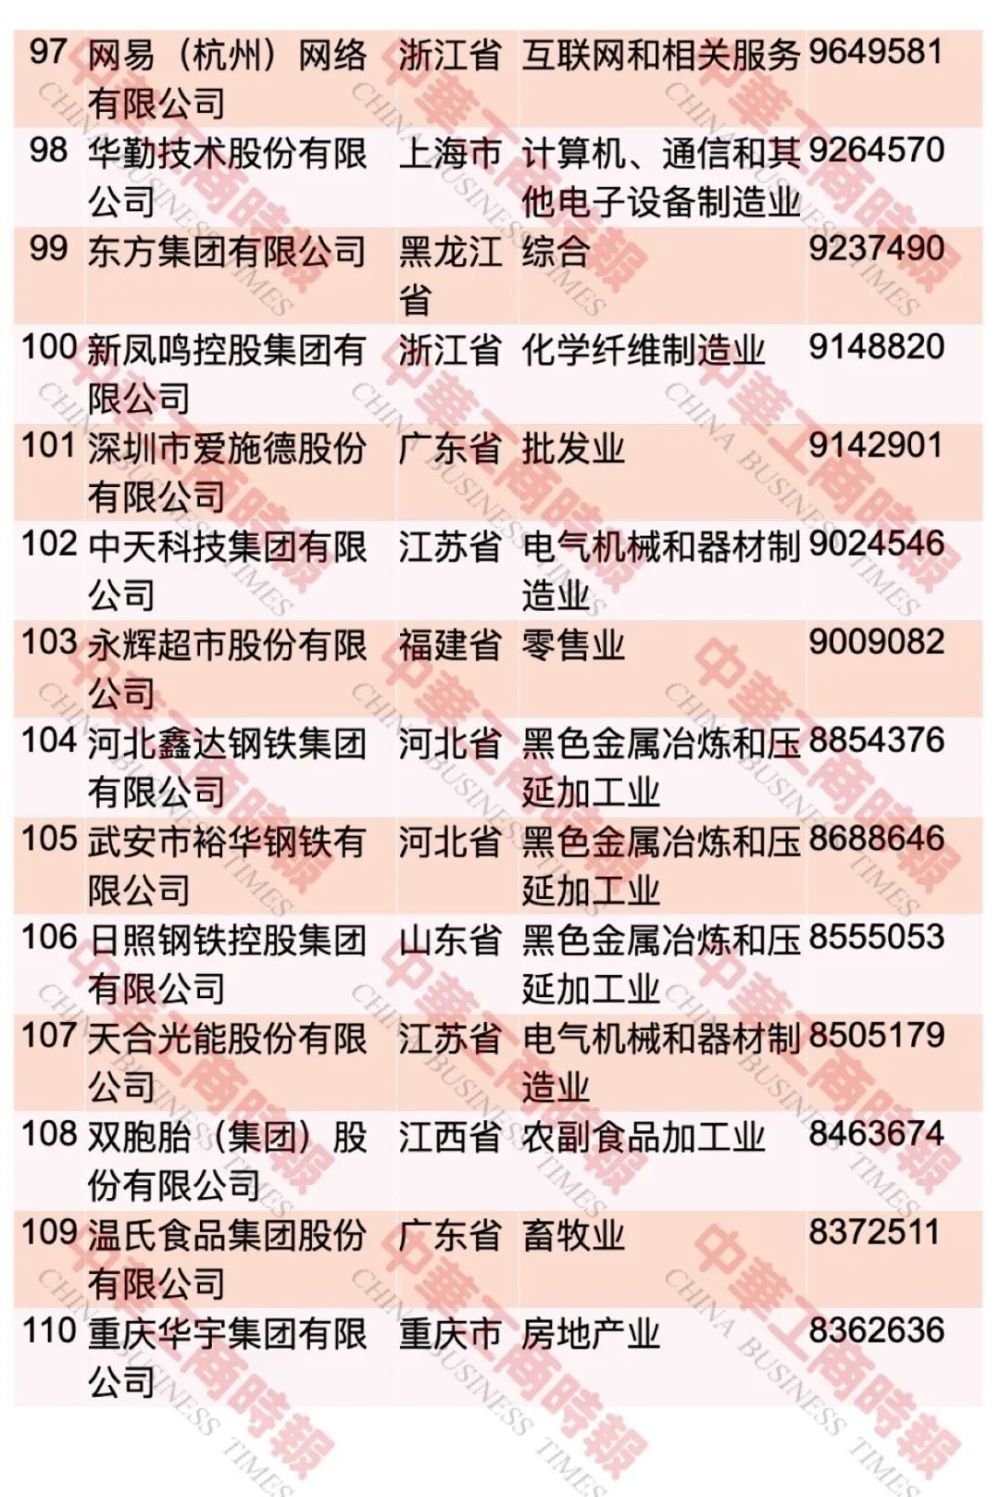 97 网易（杭州）网络 浙江省 互联网和相关服务 9649581
有限公司
98 华勤技术股份有限 上海市 计算机、通信和其 9264570
公司 他电子设备制造业
99 东方集团有限公司 黑龙江 综合 9237490
省
100 新凤鸣控股集团有 浙江省 化学纤维制造业 9148820
限公司
101 深圳市爱施德股份 广东省 批发业 9142901
有限公司
102 中天科技集团有限 江苏省 电气机械和器材制 9024546
公司 造业
103 永辉超市股份有限 福建省 零售业 9009082
公司
104 河北鑫达钢铁集团 河北省 黑色金属冶炼和压 8854376
有限公司 延加工业
105 武安市裕华钢铁有 河北省 黑色金属冶炼和压 8688646
限公司 延加工业
106 日照钢铁控股集团 山东省 黑色金属冶炼和压 8555053
有限公司 延加工业
107 天合光能股份有限 江苏省 电气机械和器材制 8505179
公司 造业
108 双胞胎（集团）股 江西省 农副食品加工业 8463674
份有限公司
109 温氏食品集团股份 广东省 畜牧业 8372511
有限公司
110 重庆华宇集团有限 重庆市 房地产业 8362636
公司
中華工商時報
CHINA BUSINESS TIMES